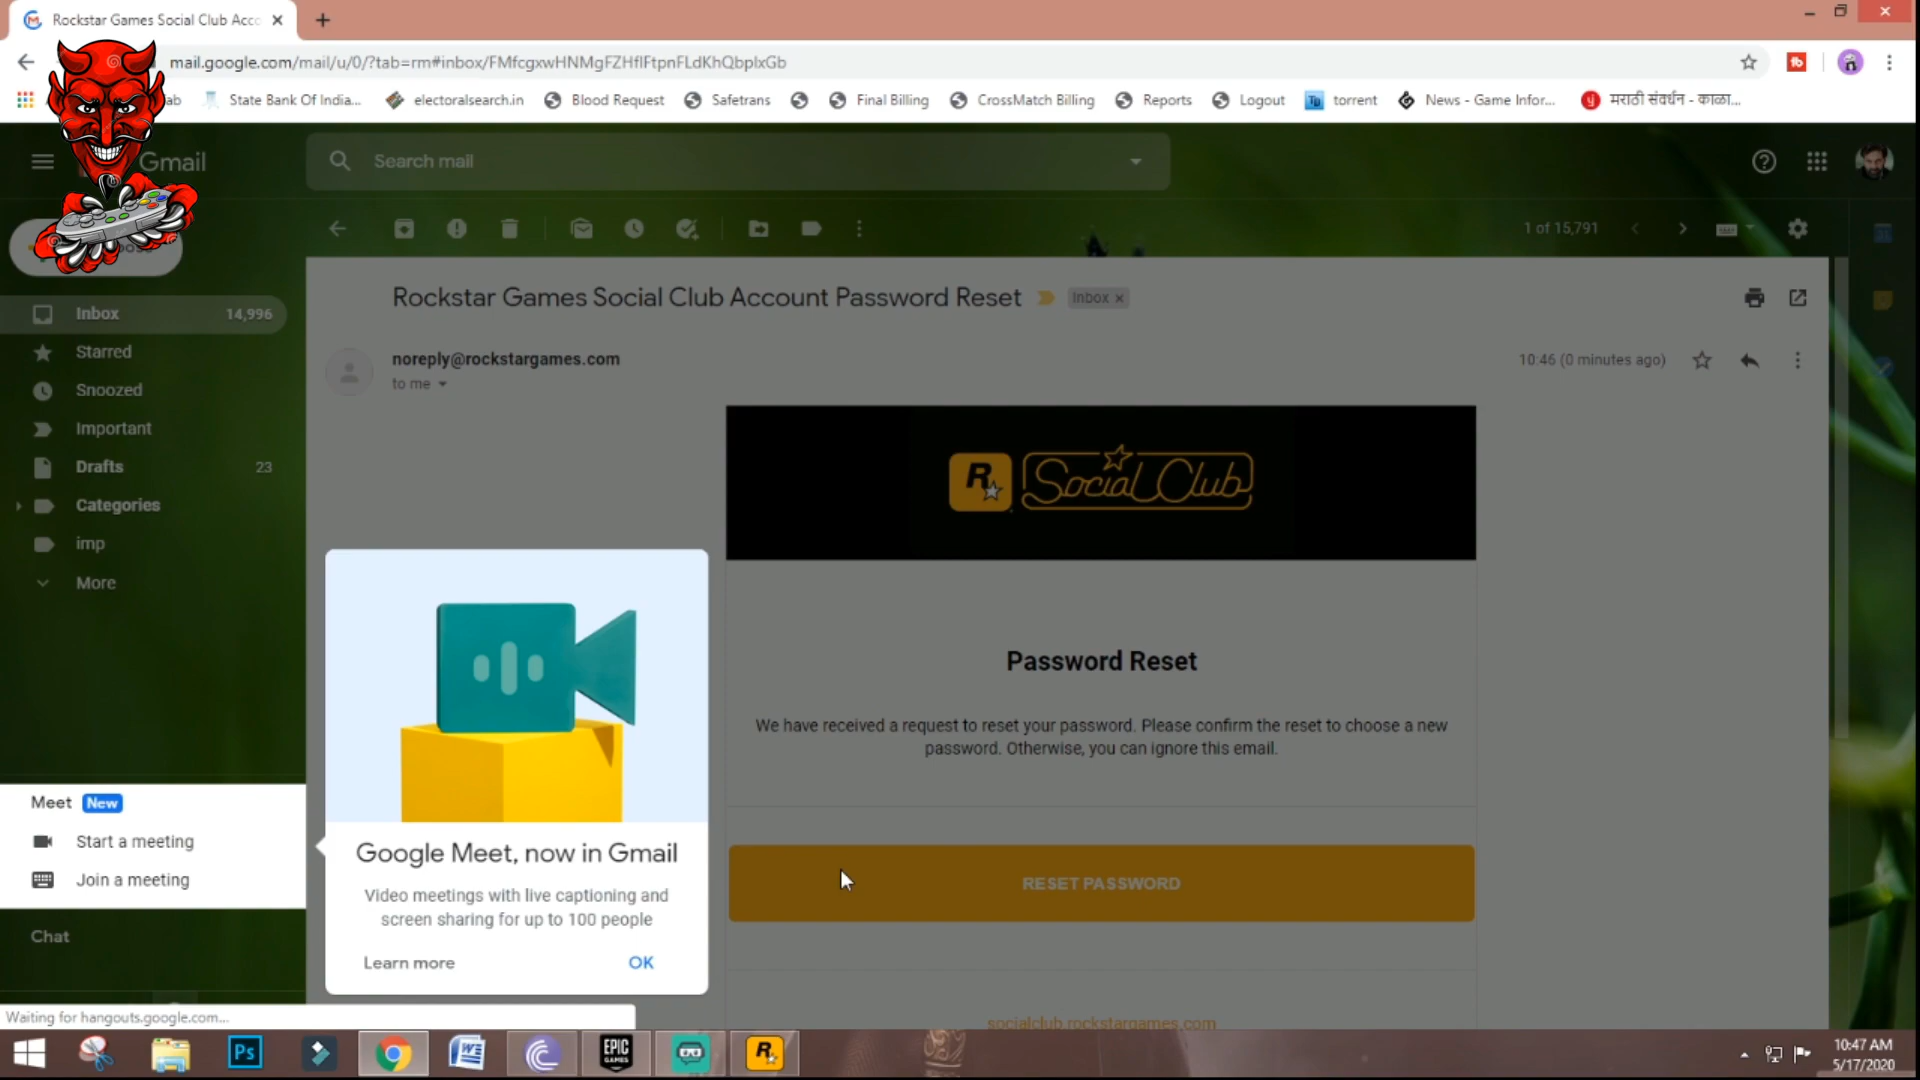 Rockstar Games Social Club Acc
mail.google.com/mail/u/0/?tab=rm#inbox/FMfcgxwHNMgFZHflFtpnFLdKhQbplxGb
ab
State Bank Of India...
electoralsearch.in
Blood Request
Safetrans
Final Billing
CrossMatch Billing
Reports
Logout
torrent
News - Game Infor...
मराठी संवर्धन - काळा...
Gmail
Search mail
1 of 15,791
Inbox 14,996
Starred
Snoozed
Important
Drafts 23
Categories
imp
More
Rockstar Games Social Club Account Password Reset
Inbox x
noreply@rockstargames.com
to me
10:46 (0 minutes ago)
R
Social Club
Password Reset
We have received a request to reset your password. Please confirm the reset to choose a new
password. Otherwise, you can ignore this email.
RESET PASSWORD
socialclub.rockstargames.com
Meet New
Start a meeting
Join a meeting
Chat
Google Meet, now in Gmail
Video meetings with live captioning and
screen sharing for up to 100 people
Learn more
OK
Waiting for hangouts.google.com...
Ps
W
EPIC
GAMES
R
10:47 AM
5/17/2020